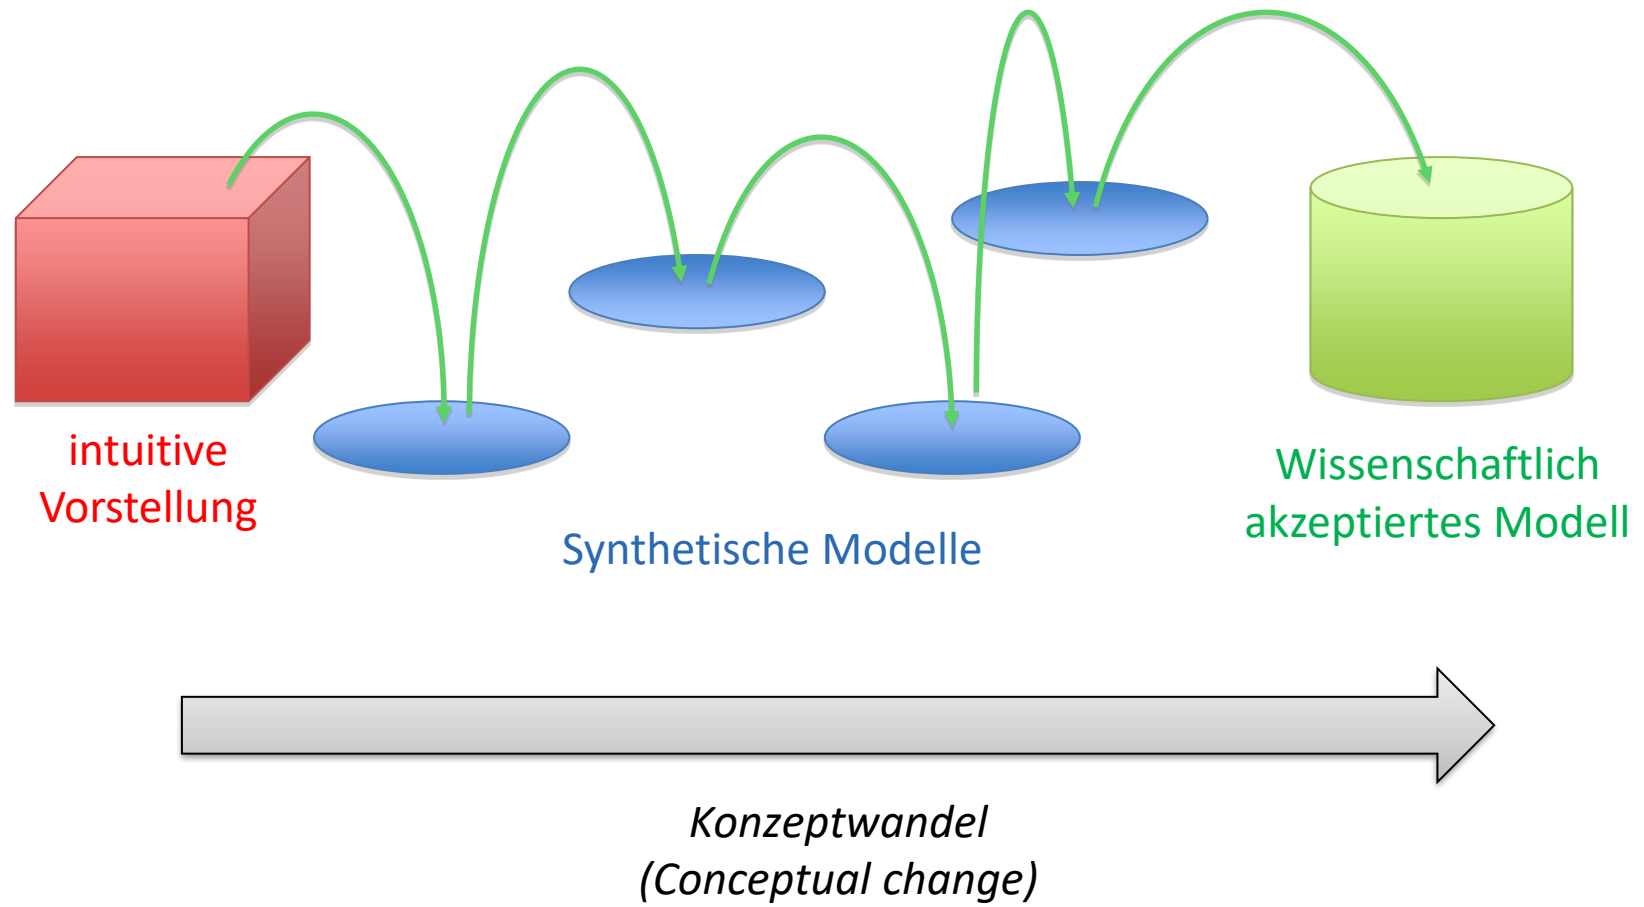 intuitive
Vorstellung
Synthetische Modelle
Wissenschaftlich
akzeptiertes Modell
Konzeptwandel
(Conceptual change)